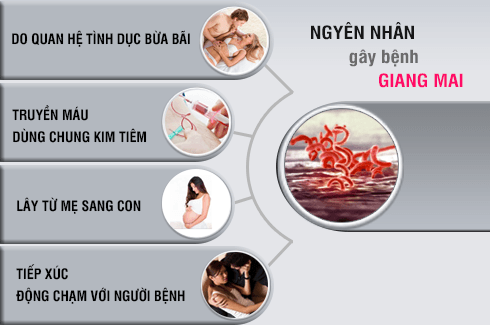 NGYÊN NHÂN
gây bệnh
GIANG MAI
DO QUAN HỆ TÌNH DỤC BỪA BÃI
TRUYỀN MÁU
DÙNG CHUNG KIM TIÊM
LÂY TỪ MẸ SANG CON
TIẾP XÚC
ĐỘNG CHẠM VỚI NGƯỜI BỆNH